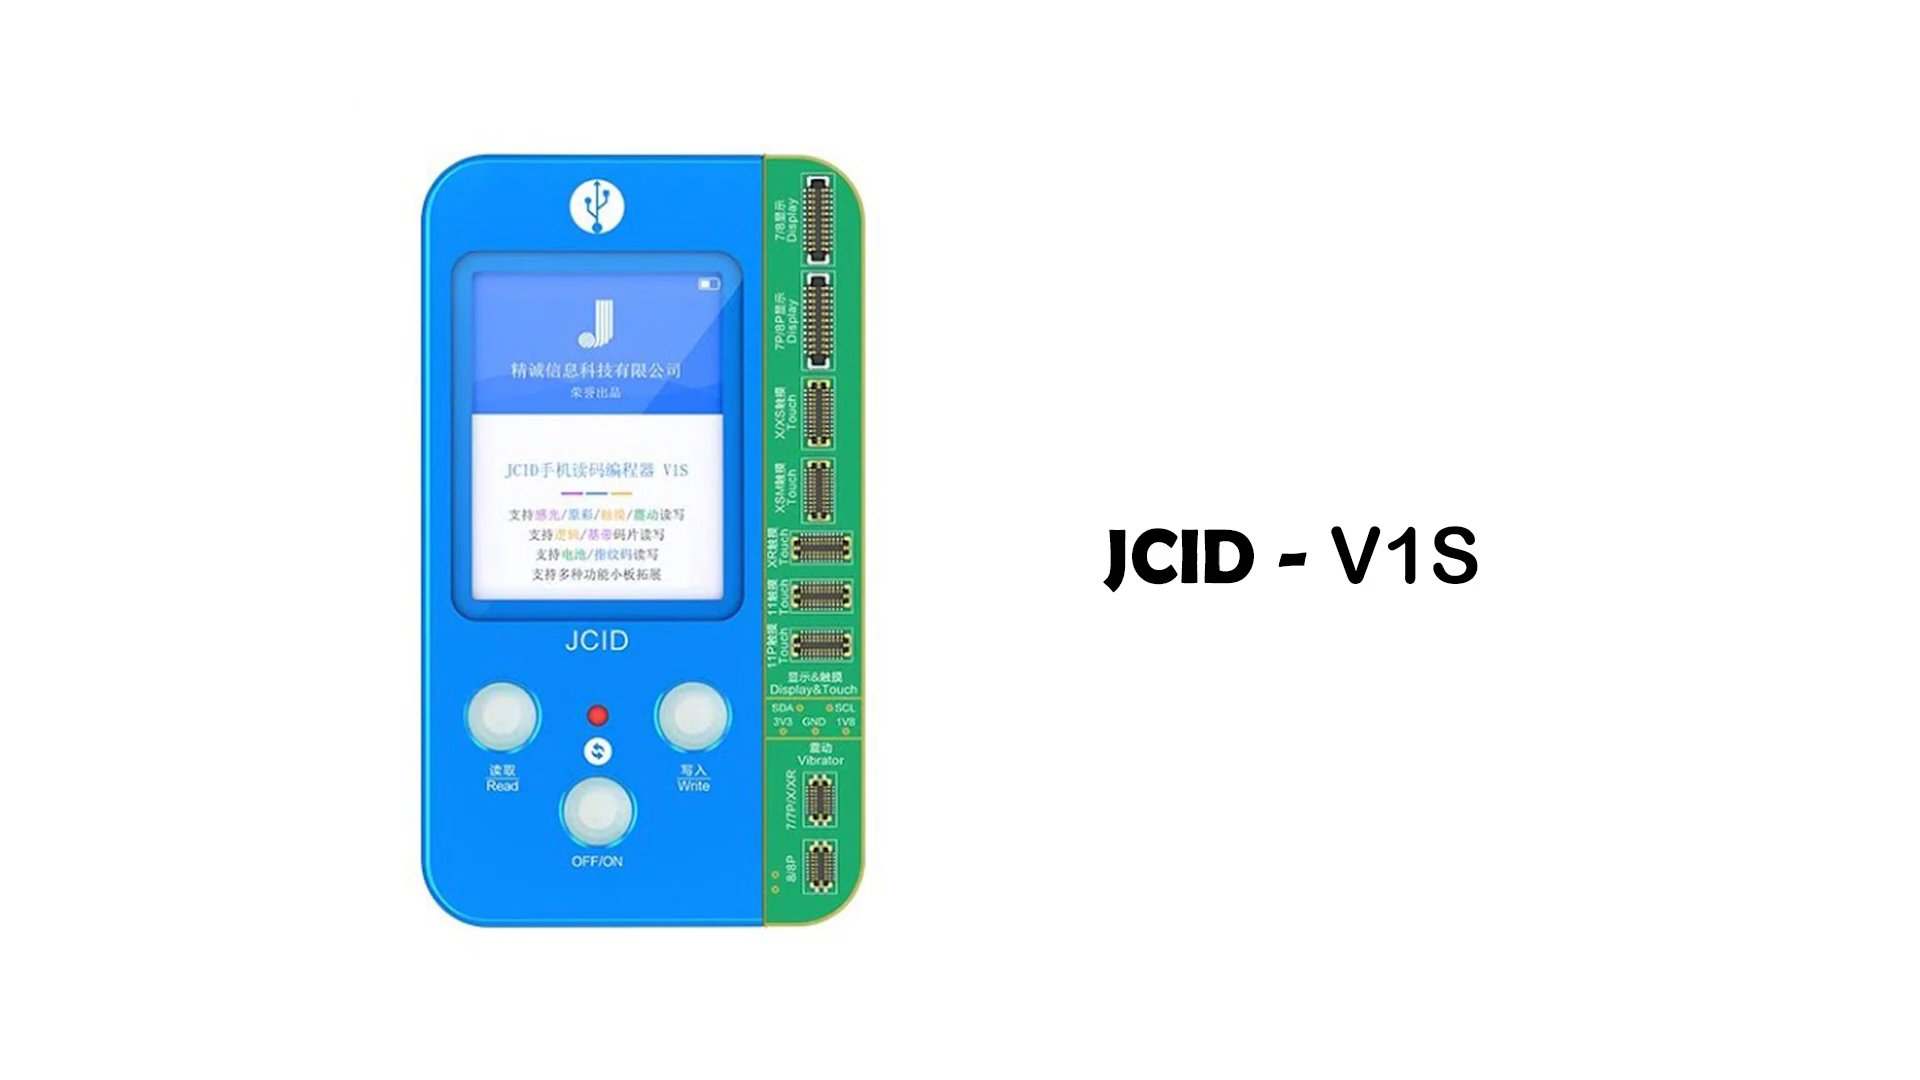 精诚信息科技有限公司
荣誉出品
JCID手机读码编程器 V1S
支持感光/原彩/触摸/震动读写
支持逻辑/基带码片读写
支持电池/指纹码读写
支持多种功能小板拓展
JCID
读取
Read
写入
Write
OFF/ON
7/8显示
Display
7P/8P显示
Display
X/XS触摸
Touch
XSM触摸
Touch
XR触摸
Touch
11触摸
Touch
11P触摸
Touch
显示&触摸
Display&Touch
SDA SCL
3V3 GND 1V8
震动
Vibrator
7/7P/X/XR
8/8P
JCID - V1S